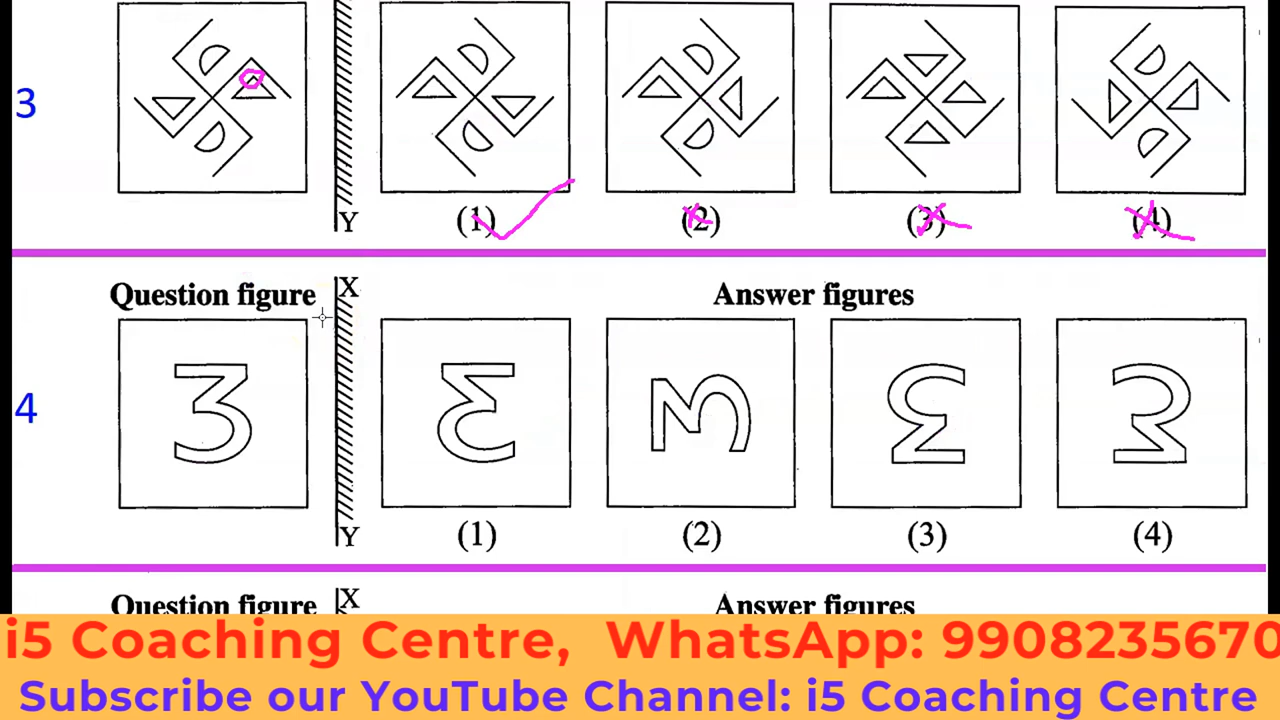 3
Y
(1) (2) (3) (4)
Question figure X Answer figures
4
(1) (2) (3) (4)
Y
Question figure X Answer figures
i5 Coaching Centre, WhatsApp: 9908235670
Subscribe our YouTube Channel: i5 Coaching Centre